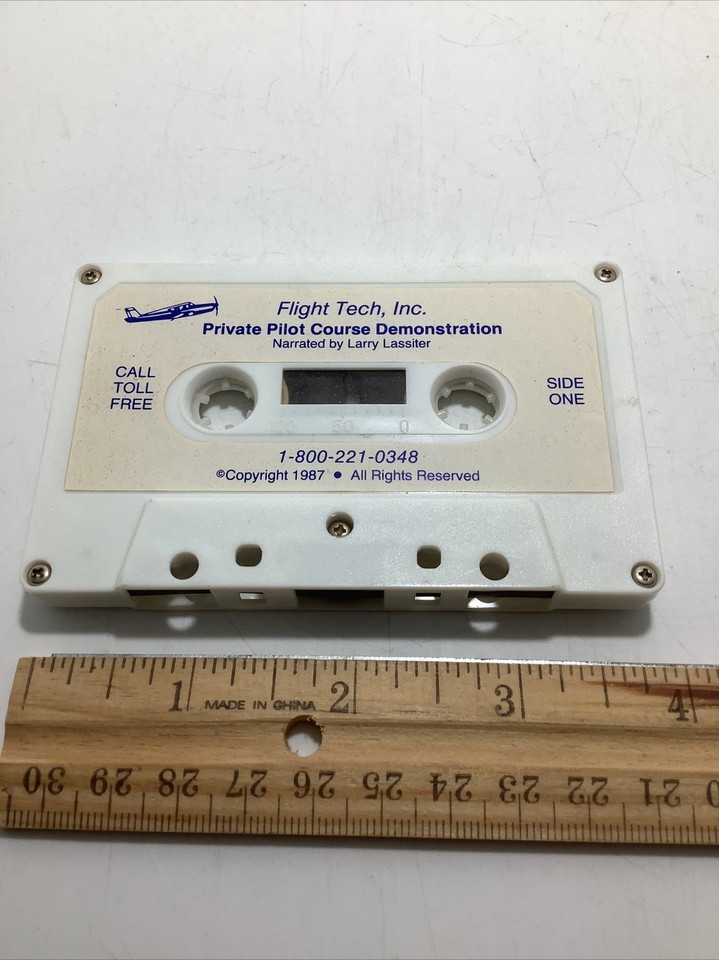 Flight Tech, Inc.
Private Pilot Course Demonstration
Narrated by Larry Lassiter
CALL
TOLL
FREE
SIDE
ONE
100 50 0
1-800-221-0348
©Copyright 1987 ● All Rights Reserved
1 2 3 4
MADE IN CHINA
30 29 28 27 26 25 24 23 22 21